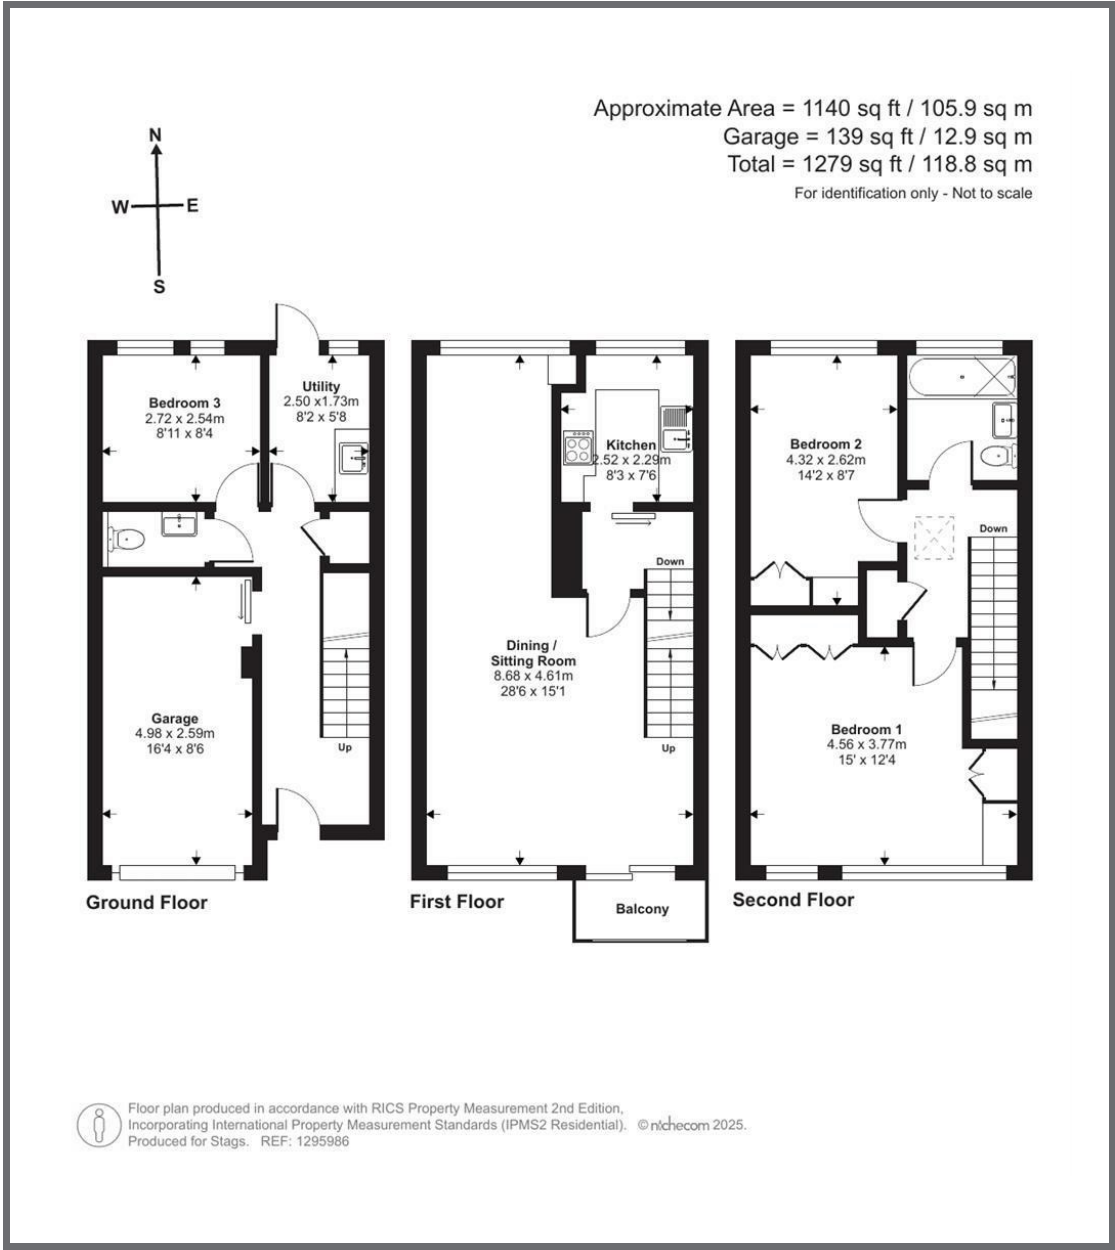 Approximate Area = 1140 sq ft / 105.9 sq m
Garage = 139 sq ft / 12.9 sq m
Total = 1279 sq ft / 118.8 sq m
For identification only - Not to scale
N
W
E
S
Bedroom 3
2.72 x 2.54m
8'11 x 8'4
Utility
2.50 x1.73m
8'2 x 5'8
Garage
4.98 x 2.59m
16'4 x 8'6
Up
Ground Floor
Kitchen
2.52 x 2.29m
8'3 x 7'6
Down
Dining /
Sitting Room
8.68 x 4.61m
28'6 x 15'1
Up
Balcony
First Floor
Bedroom 2
4.32 x 2.62m
14'2 x 8'7
Down
Bedroom 1
4.56 x 3.77m
15' x 12'4
Second Floor
Floor plan produced in accordance with RICS Property Measurement 2nd Edition,
Incorporating International Property Measurement Standards (IPMS2 Residential). © nichecom 2025.
Produced for Stags. REF: 1295986